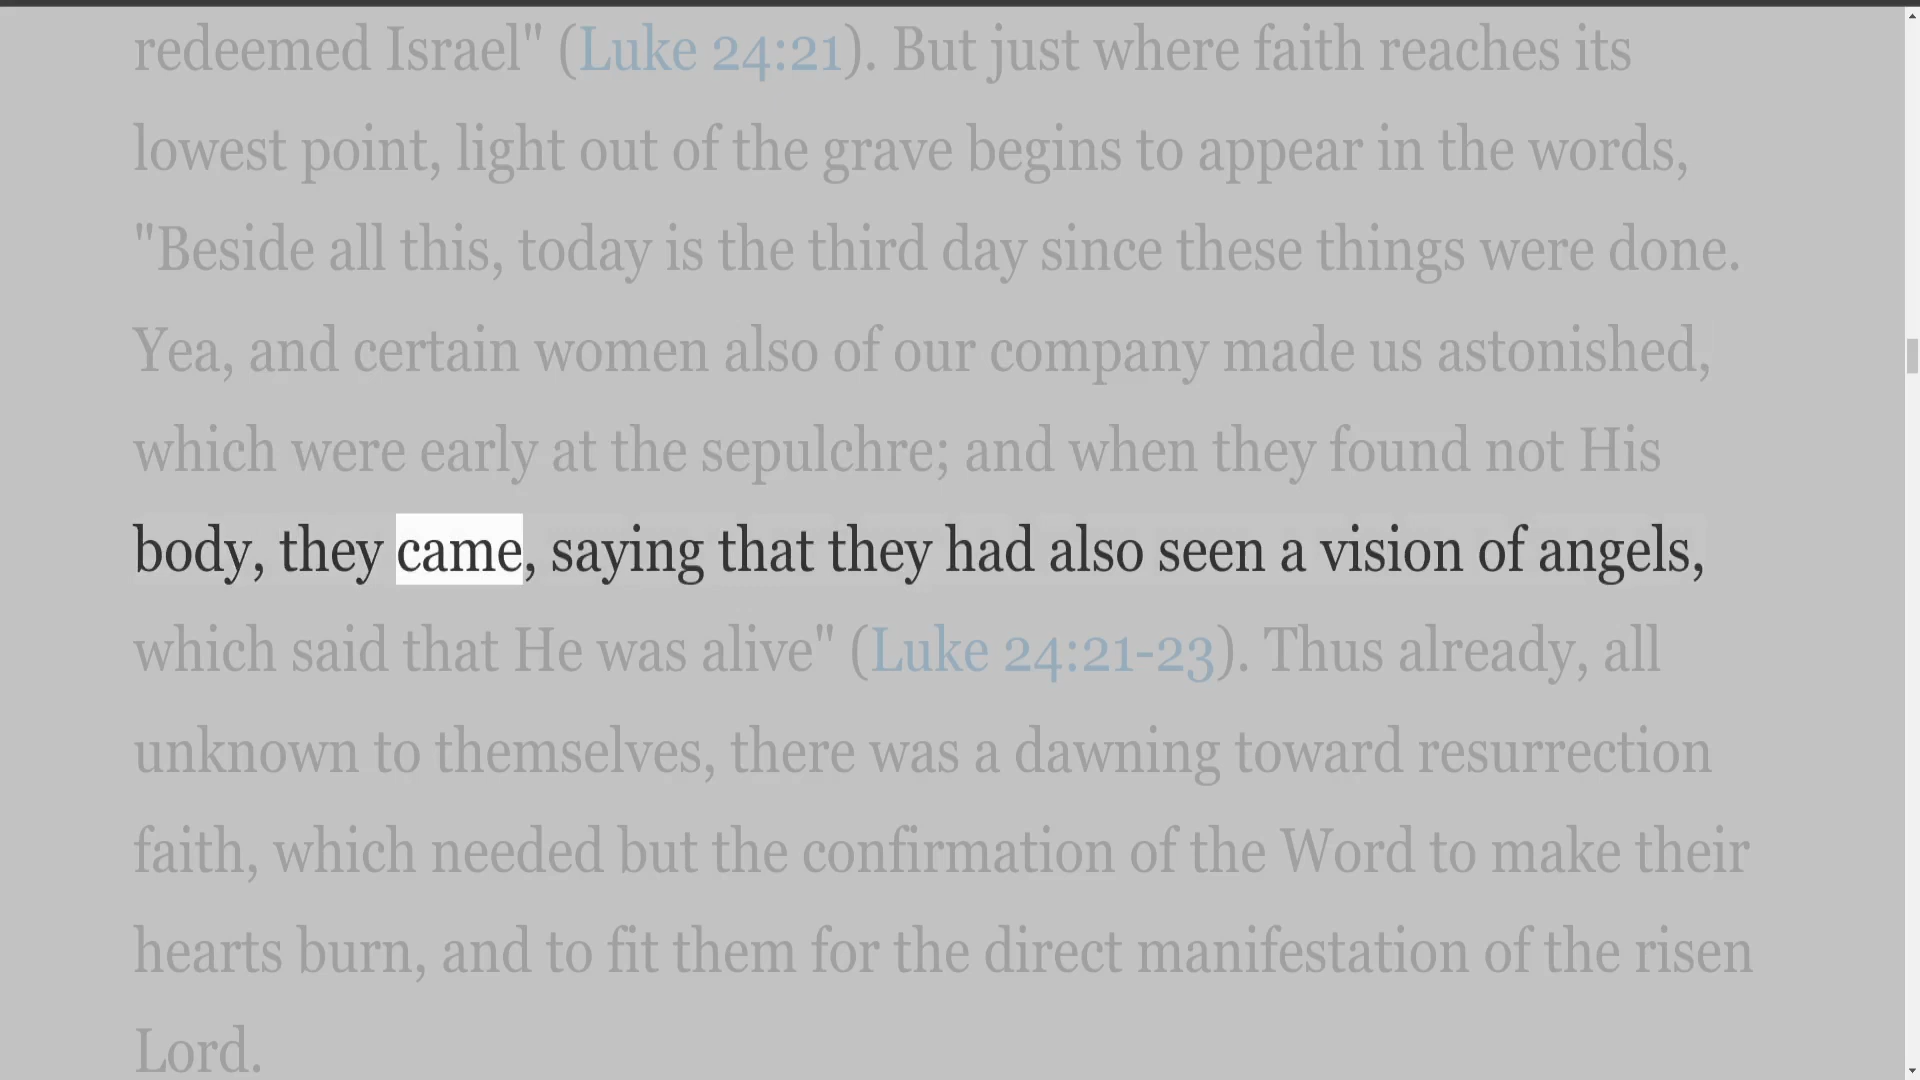 redeemed Israel" (Luke 24:21). But just where faith reaches its
lowest point, light out of the grave begins to appear in the words,
"Beside all this, today is the third day since these things were done.
Yea, and certain women also of our company made us astonished,
which were early at the sepulchre; and when they found not His
body, they came, saying that they had also seen a vision of angels,
which said that He was alive" (Luke 24:21-23). Thus already, all
unknown to themselves, there was a dawning toward resurrection
faith, which needed but the confirmation of the Word to make their
hearts burn, and to fit them for the direct manifestation of the risen
Lord.